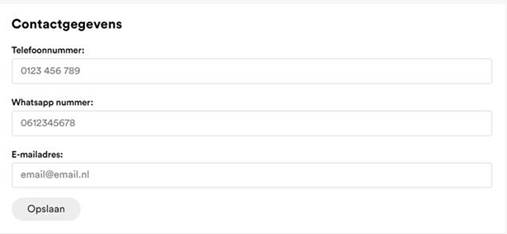 Contactgegevens
Telefoonnummer:
0123 456 789
Whatsapp nummer:
0612345678
E-mailadres:
email@email.nl
Opslaan